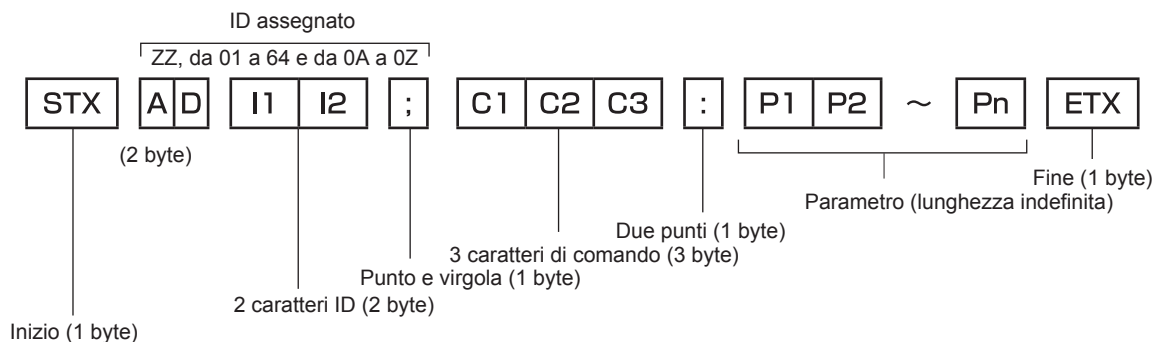 ID assegnato
ZZ, da 01 a 64 e da 0A a 0Z
STX A D I1 I2 ; C1 C2 C3 : P1 P2 ~ Pn ETX
(2 byte)
Fine (1 byte)
Parametro (lunghezza indefinita)
Due punti (1 byte)
3 caratteri di comando (3 byte)
Punto e virgola (1 byte)
2 caratteri ID (2 byte)
Inizio (1 byte)